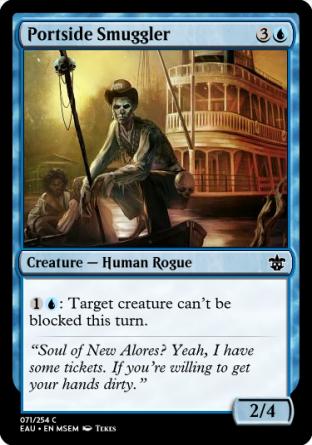 Portside Smuggler 3
Creature — Human Rogue
1 : Target creature can't be
blocked this turn.
"Soul of New Alores? Yeah, I have
some tickets. If you're willing to get
your hands dirty."
071/254 C
EAU • EN MSEM Tekes
2/4